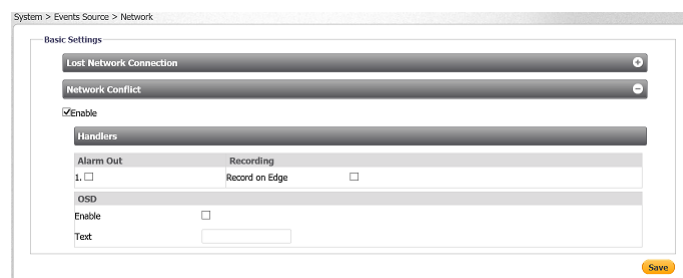 System > Events Source > Network
Basic Settings
Lost Network Connection
Network Conflict
Enable
Handlers
Alarm Out Recording
1. Record on Edge
OSD
Enable
Text
Save